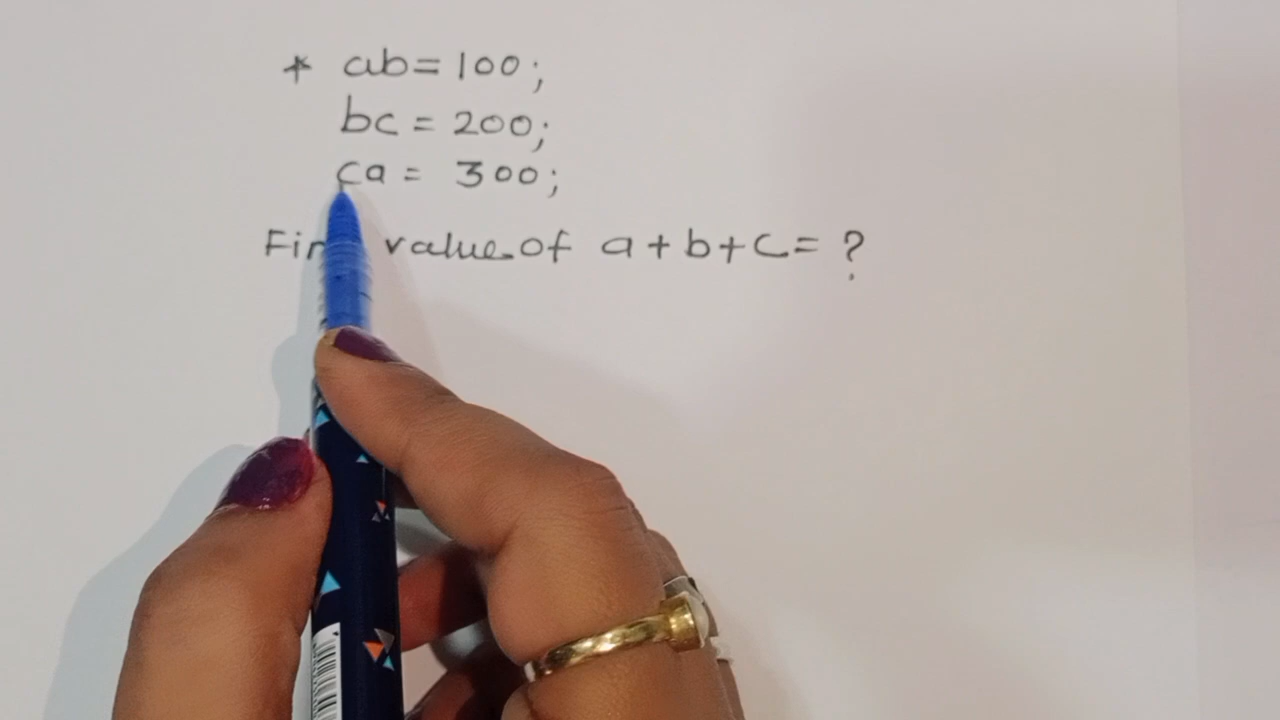 * ab = 100;
bc = 200;
ca = 300;
value of a + b + c = ?